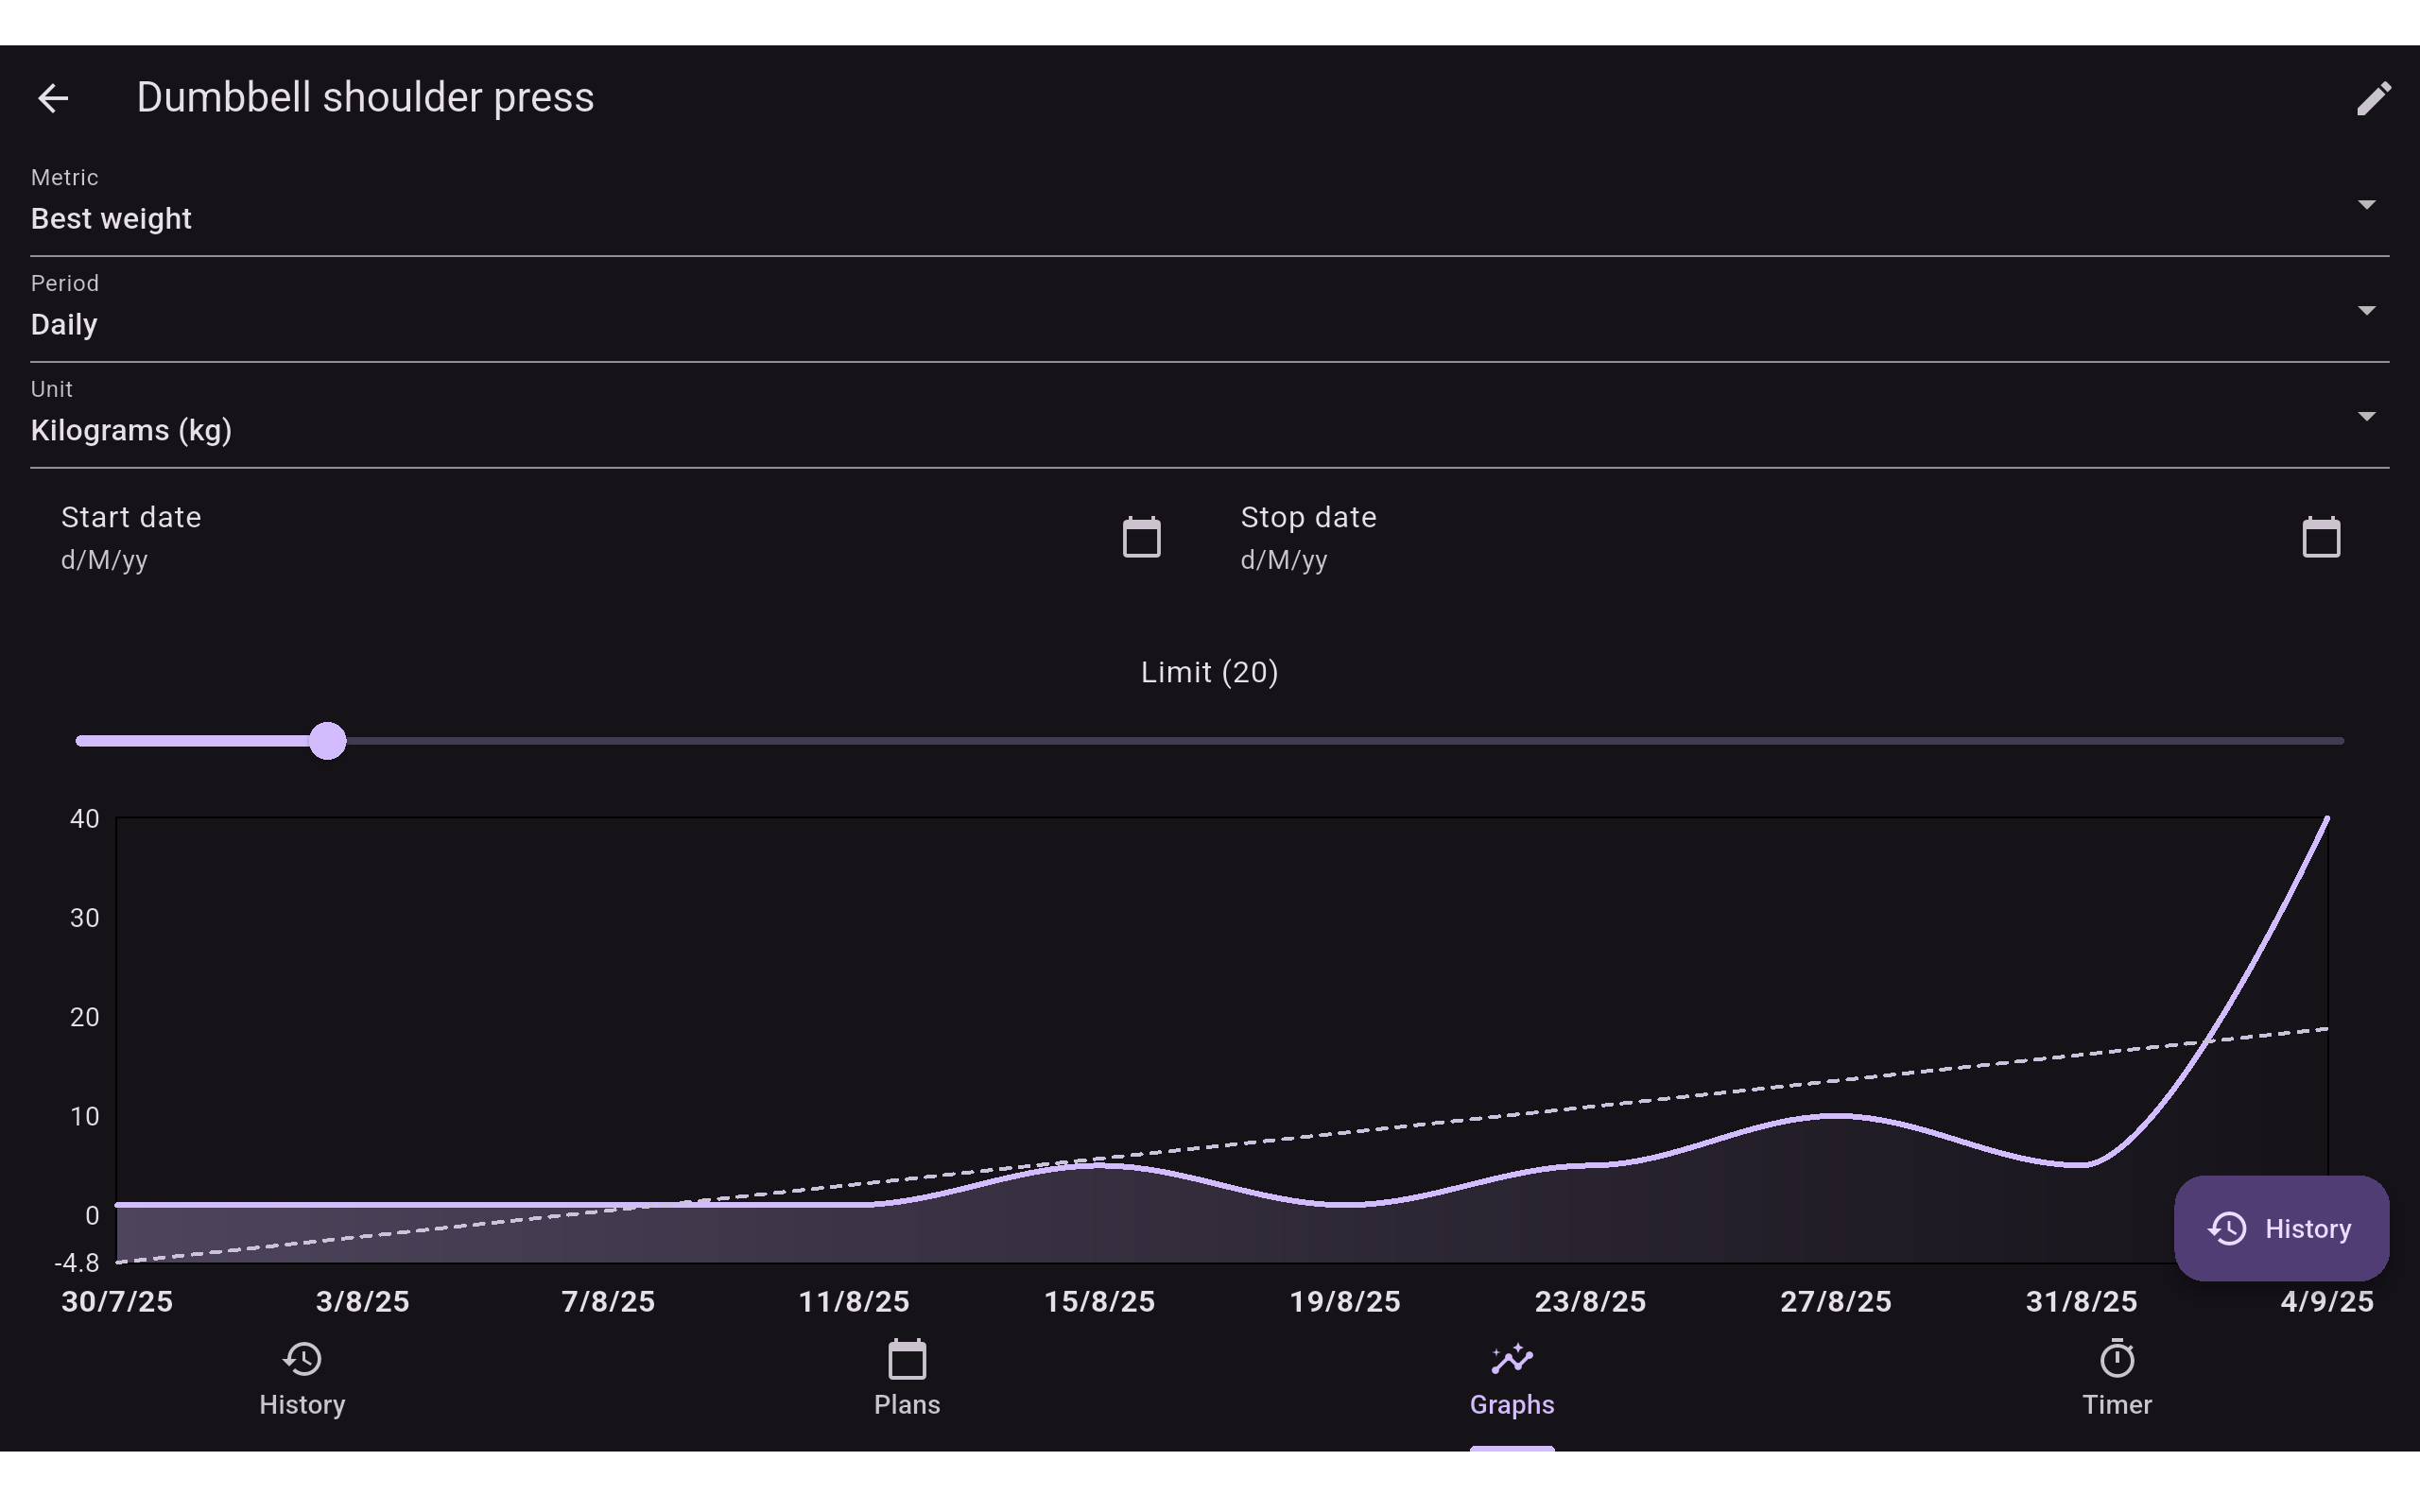 Dumbbell shoulder press
Metric
Best weight
Period
Daily
Unit
Kilograms (kg)
Start date
d/M/yy
Stop date
d/M/yy
Limit (20)
40
30
20
10
0
-4.8
30/7/25 3/8/25 7/8/25 11/8/25 15/8/25 19/8/25 23/8/25 27/8/25 31/8/25 4/9/25
History
History Plans Graphs Timer